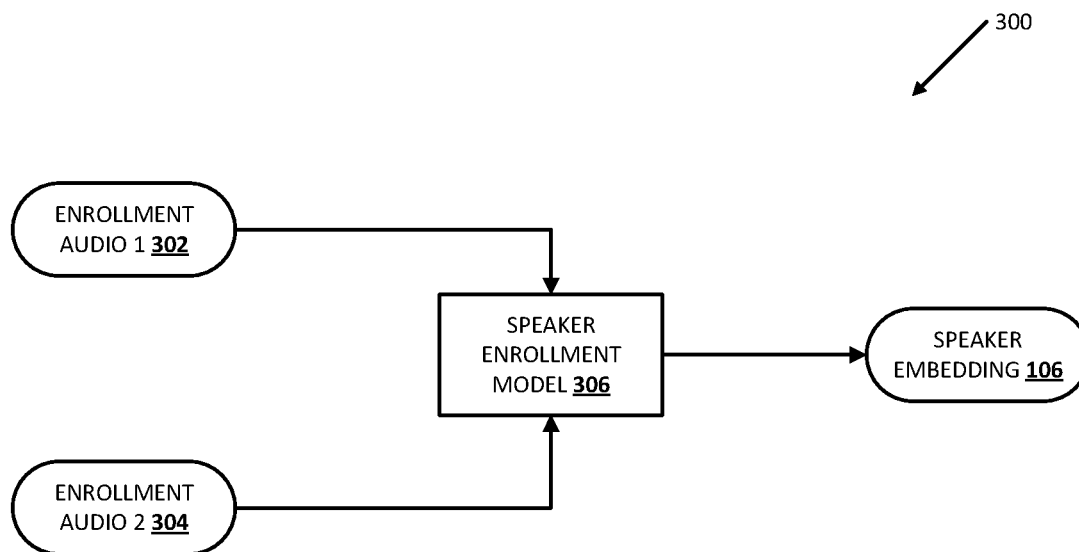 300
ENROLLMENT
AUDIO 1 302
SPEAKER
ENROLLMENT
MODEL 306
SPEAKER
EMBEDDING 106
ENROLLMENT
AUDIO 2 304